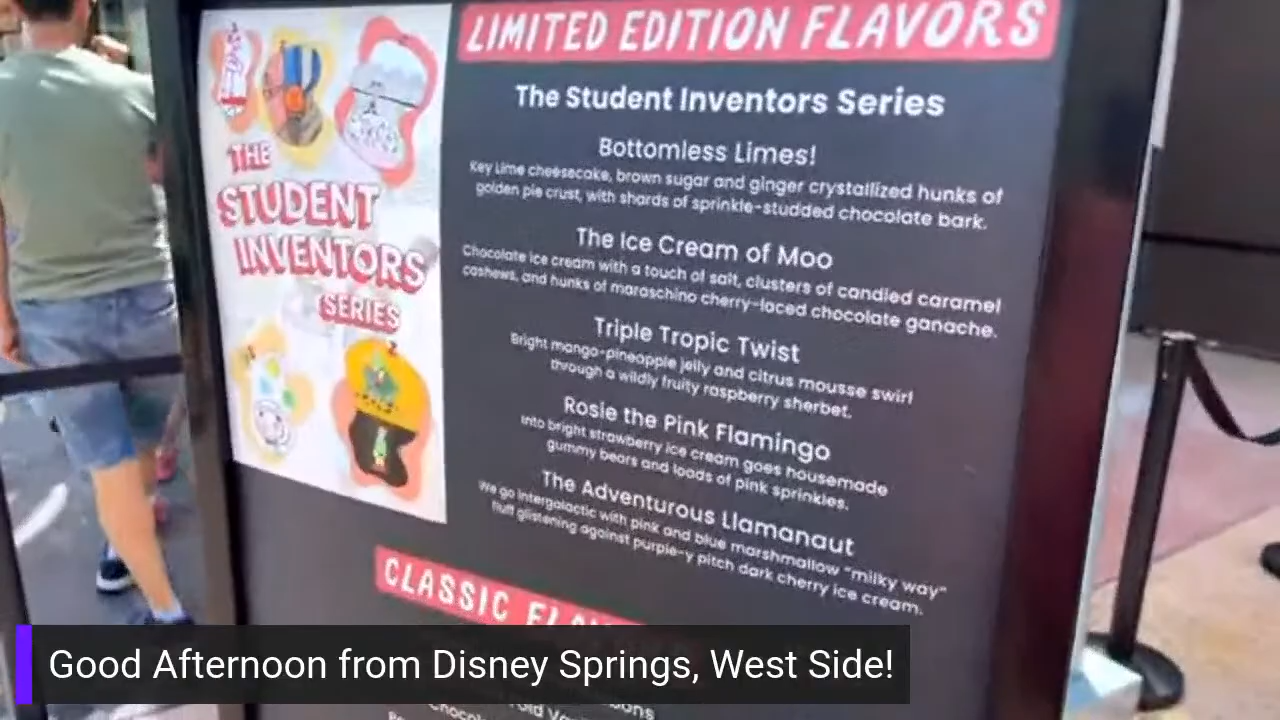 LIMITED EDITION FLAVORS
The Student Inventors Series
Bottomless Limes!
Key Lime cheesecake, brown sugar and ginger crystallized hunks of
golden pie crust, with shards of sprinkle-studded chocolate bark.
The Ice Cream of Moo
Chocolate ice cream with a touch of salt, clusters of candied caramel
cashews, and hunks of maraschino cherry-laced chocolate ganache.
Triple Tropic Twist
Bright mango-pineapple jelly and citrus mousse swirl
through a wildly fruity raspberry sherbet.
Rosie the Pink Flamingo
Into bright strawberry ice cream goes housemade
gummy bears and loads of pink sprinkles.
The Adventurous Llamanaut
We go intergalactic with pink and blue marshmallow "milky way"
fluff glistening against purple-y pitch dark cherry ice cream.
THE
STUDENT
INVENTORS
SERIES
CLASSIC
Good Afternoon from Disney Springs, West Side!